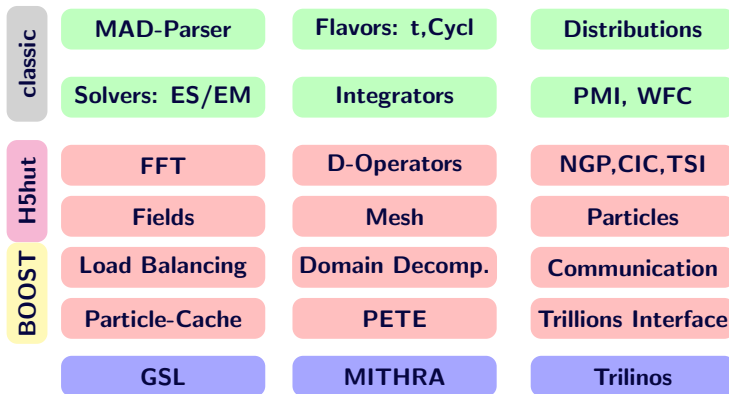 classic
MAD-Parser
Flavors: t,Cycl
Distributions
Solvers: ES/EM
Integrators
PMI, WFC
H5hut
FFT
D-Operators
NGP,CIC,TSI
Fields
Mesh
Particles
BOOST
Load Balancing
Domain Decomp.
Communication
Particle-Cache
PETE
Trillions Interface
GSL
MITHRA
Trilinos